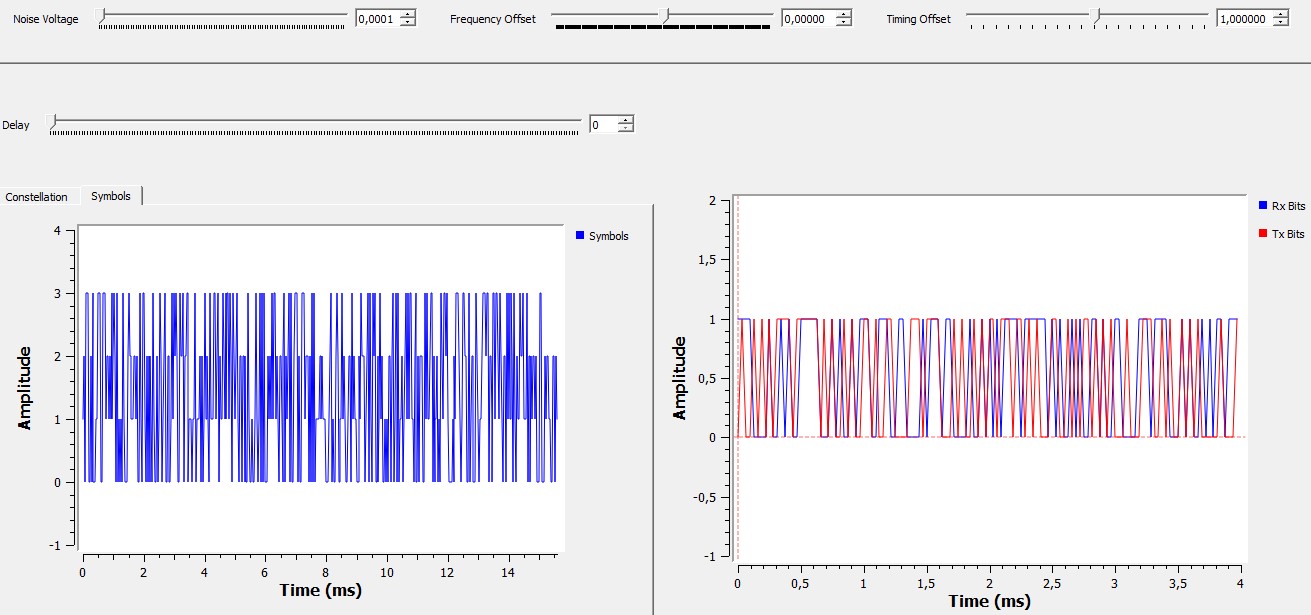 Noise Voltage 0,0001 Frequency Offset 0,00000 Timing Offset 1,000000
Delay 0
Constellation Symbols
4
3
2
1
0
-1
Amplitude
0 2 4 6 8 10 12 14
Time (ms)
Symbols
2
1,5
1
0,5
0
-0,5
-1
Amplitude
0 0,5 1 1,5 2 2,5 3 3,5 4
Time (ms)
Rx Bits
Tx Bits